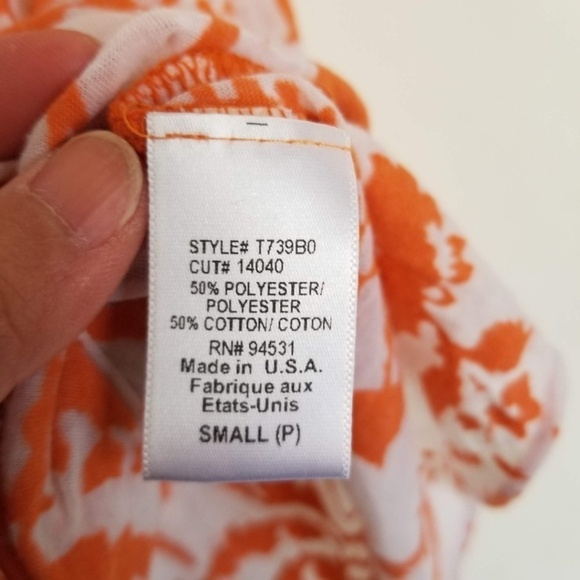 STYLE# T739B0
CUT# 14040
50% POLYESTER/
POLYESTER
50% COTTON/ COTON
RN# 94531
Made in U.S.A.
Fabrique aux
Etats-Unis
SMALL (P)